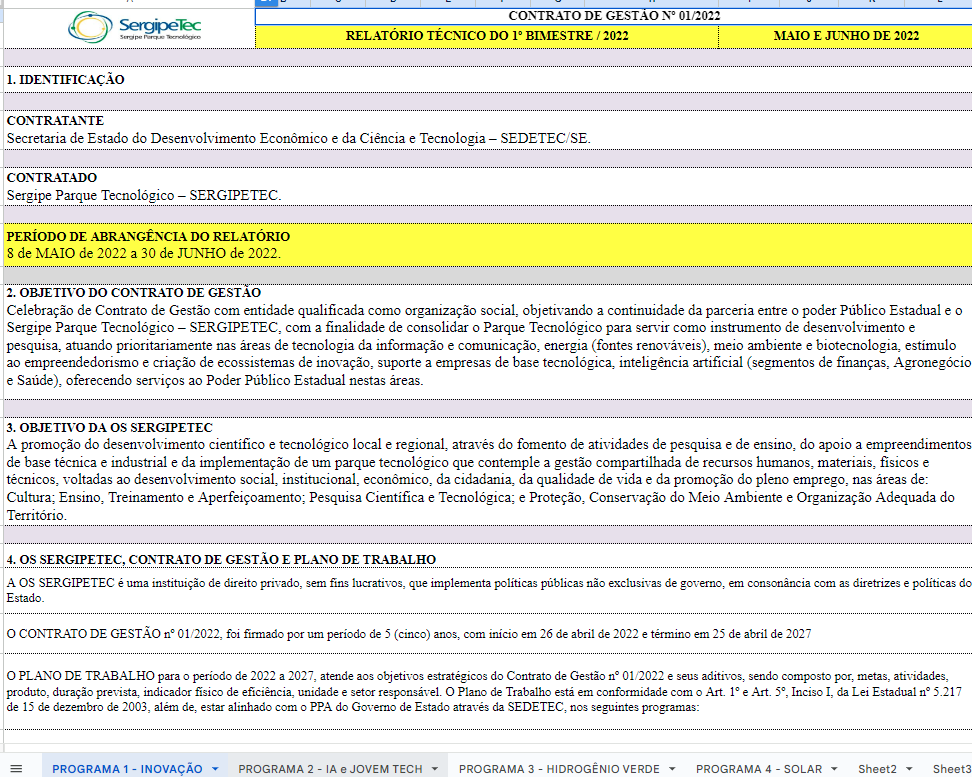 SergipeTec
Sergipe Parque Tecnológico
CONTRATO DE GESTÃO Nº 01/2022
RELATÓRIO TÉCNICO DO 1º BIMESTRE / 2022
MAIO E JUNHO DE 2022
1. IDENTIFICAÇÃO
CONTRATANTE
Secretaria de Estado do Desenvolvimento Econômico e da Ciência e Tecnologia – SEDETEC/SE.
CONTRATADO
Sergipe Parque Tecnológico – SERGIPETEC.
PERÍODO DE ABRANGÊNCIA DO RELATÓRIO
8 de MAIO de 2022 a 30 de JUNHO de 2022.
2. OBJETIVO DO CONTRATO DE GESTÃO
Celebração de Contrato de Gestão com entidade qualificada como organização social, objetivando a continuidade da parceria entre o poder Público Estadual e o
Sergipe Parque Tecnológico – SERGIPETEC, com a finalidade de consolidar o Parque Tecnológico para servir como instrumento de desenvolvimento e
pesquisa, atuando prioritariamente nas áreas de tecnologia da informação e comunicação, energia (fontes renováveis), meio ambiente e biotecnologia, estímulo
ao empreendedorismo e criação de ecossistemas de inovação, suporte a empresas de base tecnológica, inteligência artificial (segmentos de finanças, Agronegócio
e Saúde), oferecendo serviços ao Poder Público Estadual nestas áreas.
3. OBJETIVO DA OS SERGIPETEC
A promoção do desenvolvimento científico e tecnológico local e regional, através do fomento de atividades de pesquisa e de ensino, do apoio a empreendimentos
de base técnica e industrial e da implementação de um parque tecnológico que contemple a gestão compartilhada de recursos humanos, materiais, físicos e
técnicos, voltadas ao desenvolvimento social, institucional, econômico, da cidadania, da qualidade de vida e da promoção do pleno emprego, nas áreas de:
Cultura; Ensino, Treinamento e Aperfeiçoamento; Pesquisa Científica e Tecnológica; e Proteção, Conservação do Meio Ambiente e Organização Adequada do
Território.
4. OS SERGIPETEC, CONTRATO DE GESTÃO E PLANO DE TRABALHO
A OS SERGIPETEC é uma instituição de direito privado, sem fins lucrativos, que implementa políticas públicas não exclusivas de governo, em consonância com as diretrizes e políticas do
Estado.
O CONTRATO DE GESTÃO nº 01/2022, foi firmado por um período de 5 (cinco) anos, com início em 26 de abril de 2022 e término em 25 de abril de 2027
O PLANO DE TRABALHO para o período de 2022 a 2027, atende aos objetivos estratégicos do Contrato de Gestão nº 01/2022 e seus aditivos, sendo composto por, metas, atividades,
produto, duração prevista, indicador físico de eficiência, unidade e setor responsável. O Plano de Trabalho está em conformidade com o Art. 1º e Art. 5º, Inciso I, da Lei Estadual nº 5.217
de 15 de dezembro de 2003, além de, estar alinhado com o PPA do Governo de Estado através da SEDETEC, nos seguintes programas:
PROGRAMA 1 - INOVAÇÃO
PROGRAMA 2 - IA e JOVEM TECH
PROGRAMA 3 - HIDROGÊNIO VERDE
PROGRAMA 4 - SOLAR
Sheet2
Sheet3